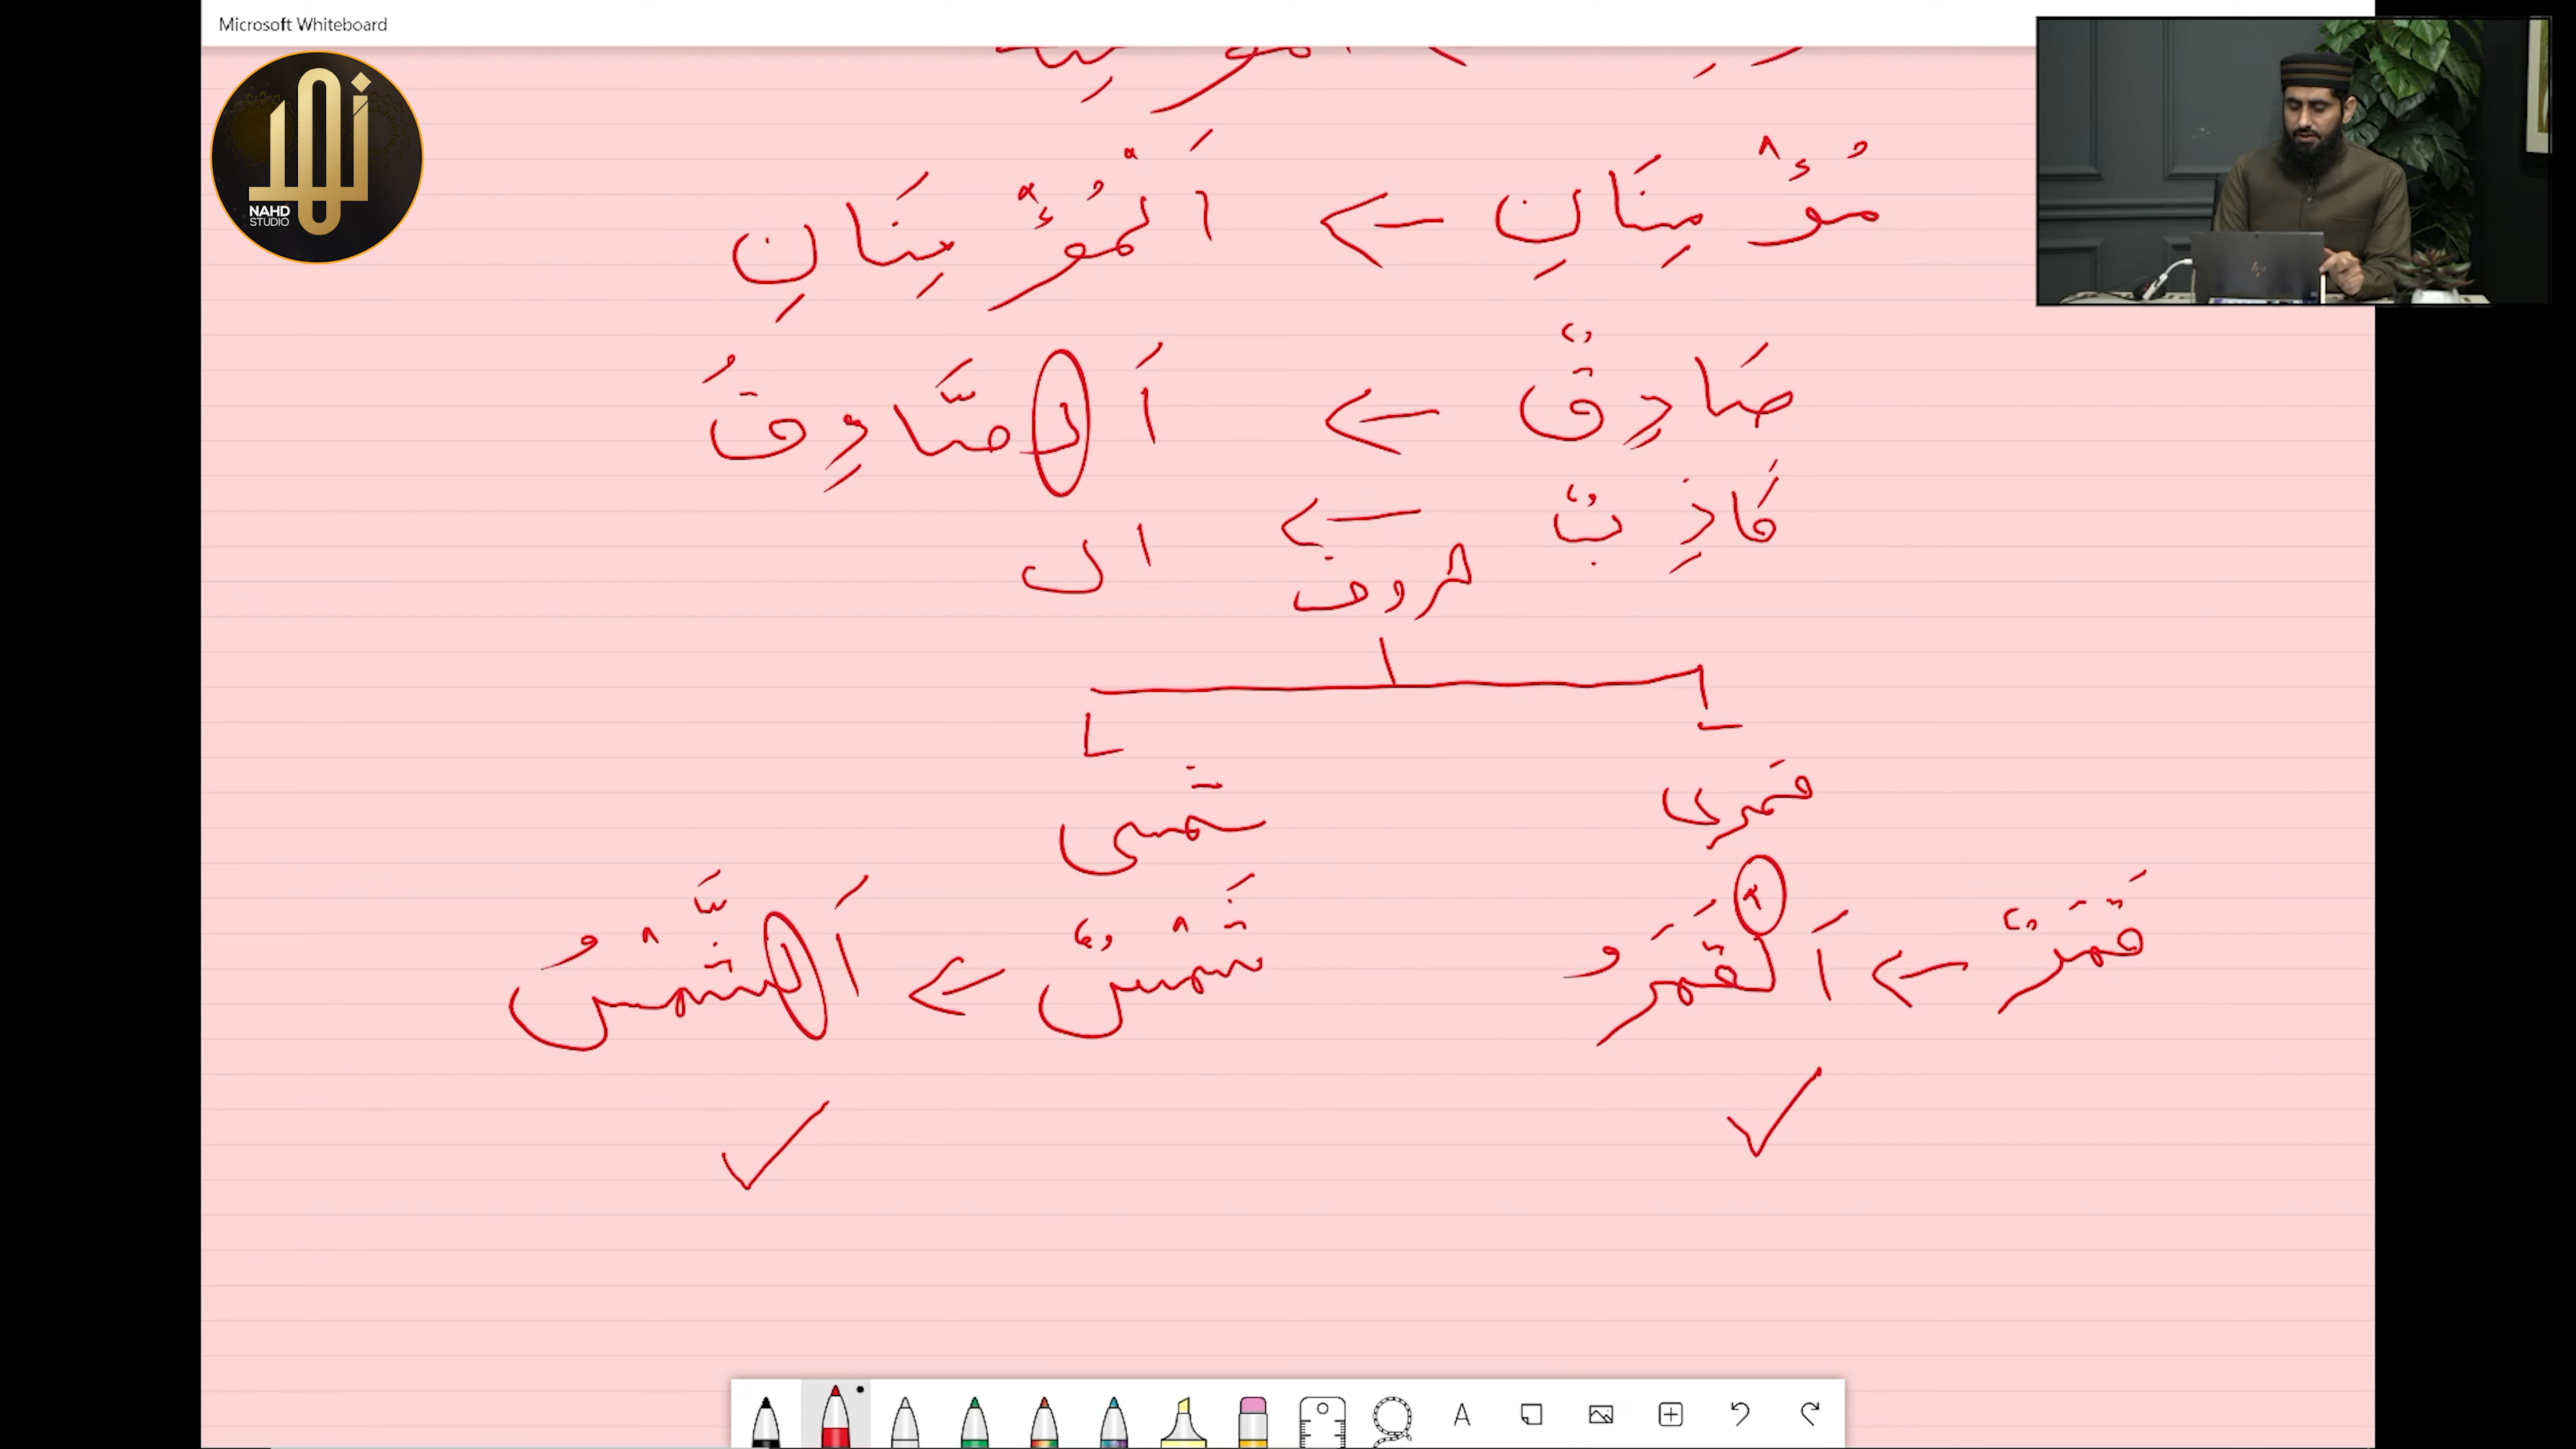 Microsoft Whiteboard
NAHD
STUDIO
مُؤْمِنَانِ ← اَلْمُؤْمِنَانِ
صَادِقٌ ← اَلصَّادِقُ
كَاذِبٌ ← ال
حروف
قمری
شمسی
قَمَرٌ ← اَلْقَمَرُ
شَمْسٌ ← اَلشَّمْسُ